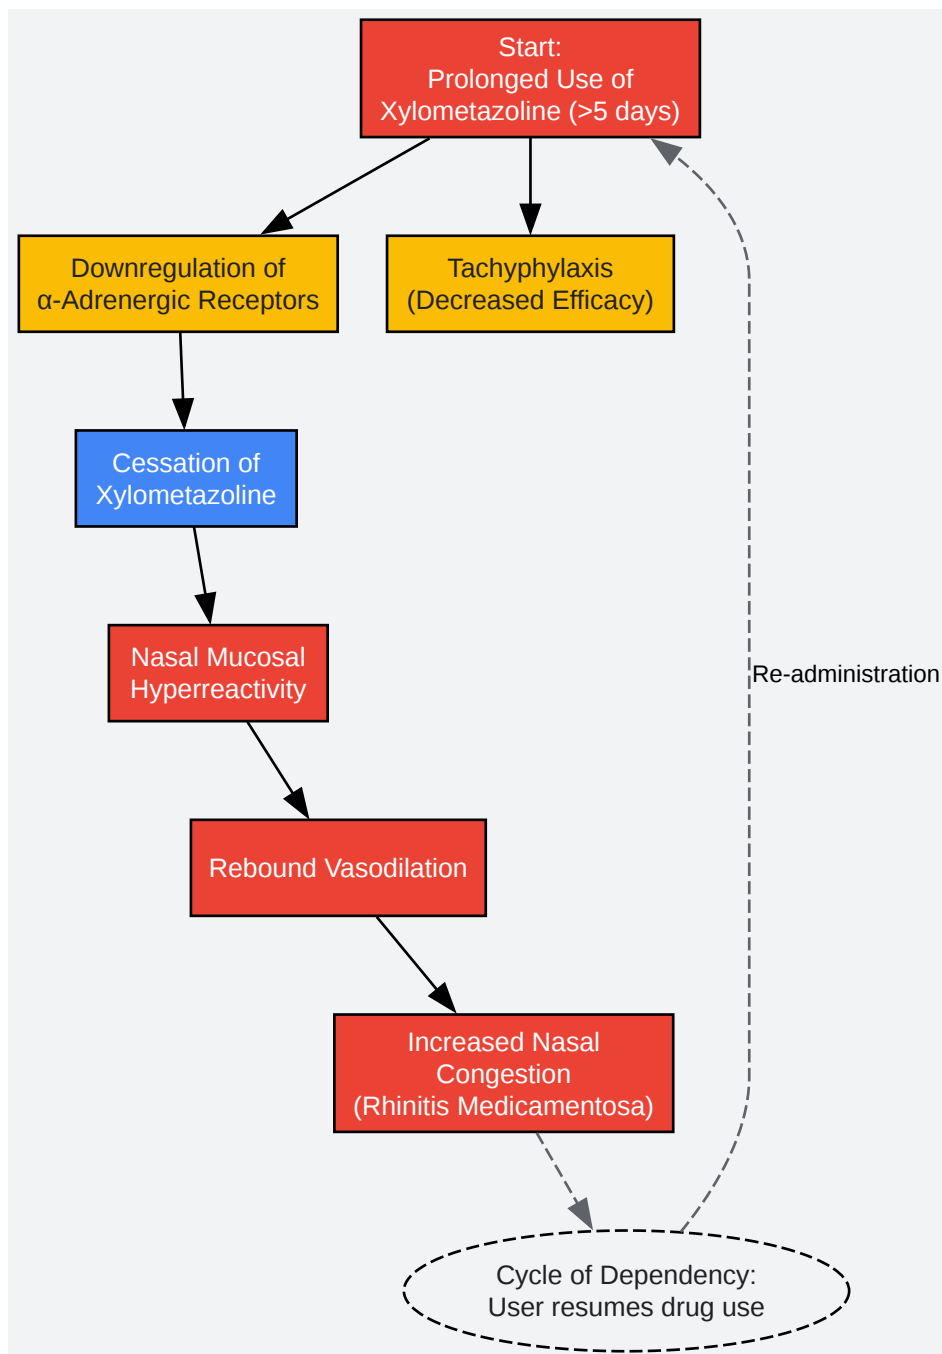 Start:
Prolonged Use of
Xylometazoline (>5 days)
Downregulation of
α-Adrenergic Receptors
Tachyphylaxis
(Decreased Efficacy)
Cessation of
Xylometazoline
Nasal Mucosal
Hyperreactivity
Re-administration
Rebound Vasodilation
Increased Nasal
Congestion
(Rhinitis Medicamentosa)
Cycle of Dependency:
User resumes drug use